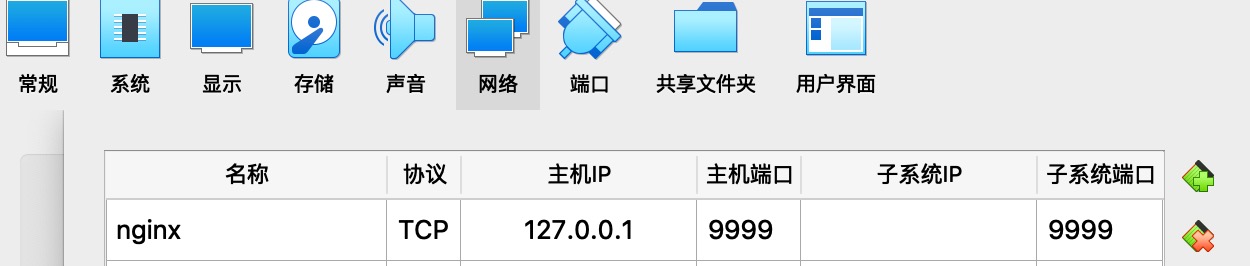 常规 系统 显示 存储 声音 网络 端口 共享文件夹 用户界面
名称 协议 主机IP 主机端口 子系统IP 子系统端口
nginx TCP 127.0.0.1 9999 9999